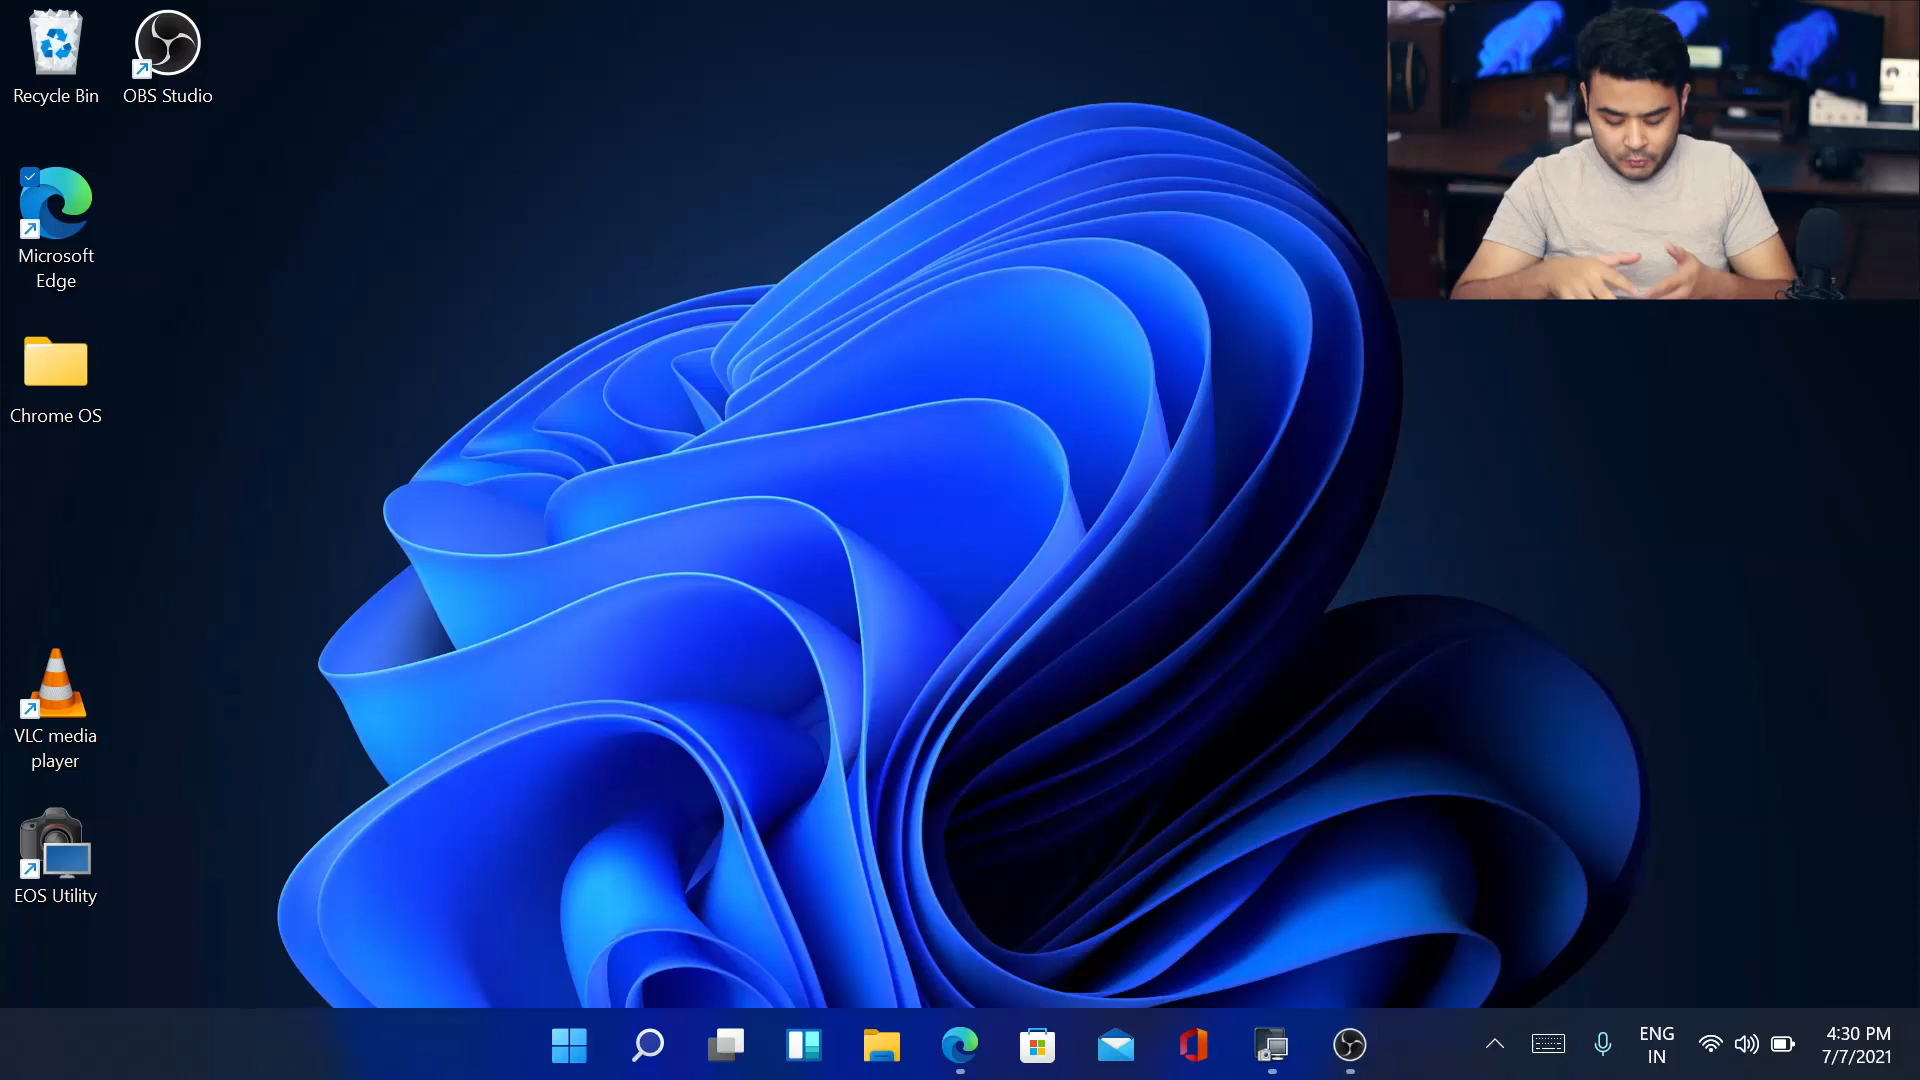 Recycle Bin
OBS Studio
Microsoft
Edge
Chrome OS
VLC media
player
EOS Utility
ENG
IN
4:30 PM
7/7/2021